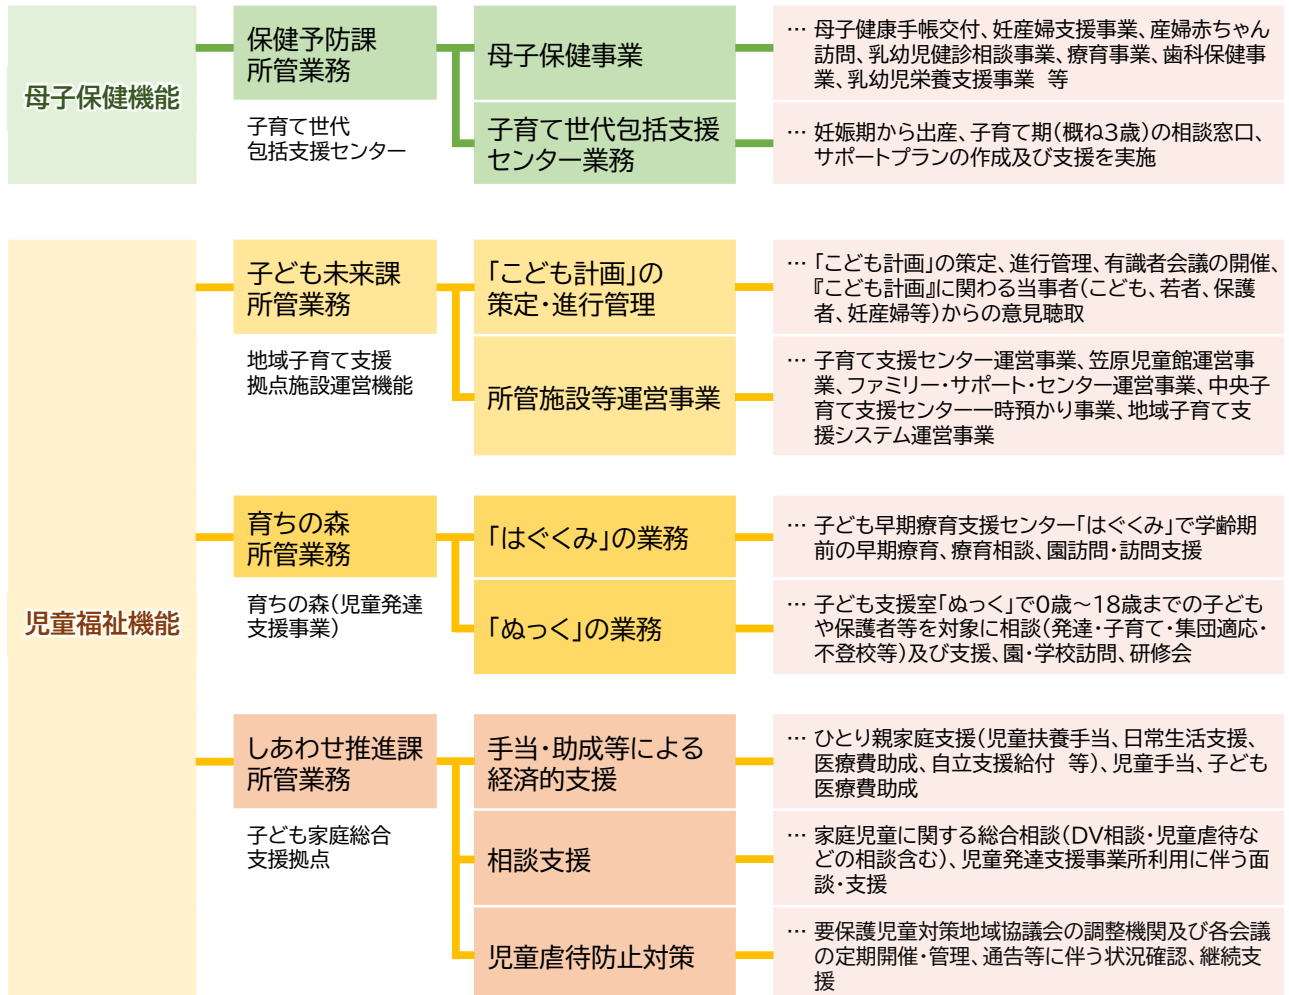 母子保健機能
保健予防課
所管業務
子育て世代
包括支援センター
母子保健事業
… 母子健康手帳交付、妊産婦支援事業、産婦赤ちゃん
訪問、乳幼児健診相談事業、療育事業、歯科保健事
業、乳幼児栄養支援事業 等
子育て世代包括支援
センター業務
… 妊娠期から出産、子育て期(概ね3歳)の相談窓口、
サポートプランの作成及び支援を実施
児童福祉機能
子ども未来課
所管業務
地域子育て支援
拠点施設運営機能
「こども計画」の
策定・進行管理
… 「こども計画」の策定、進行管理、有識者会議の開催、
『こども計画』に関わる当事者(こども、若者、保護
者、妊産婦等)からの意見聴取
所管施設等運営事業
… 子育て支援センター運営事業、笠原児童館運営事
業、ファミリー・サポート・センター運営事業、中央子
育て支援センター一時預かり事業、地域子育て支
援システム運営事業
育ちの森
所管業務
育ちの森(児童発達
支援事業)
「はぐくみ」の業務
… 子ども早期療育支援センター「はぐくみ」で学齢期
前の早期療育、療育相談、園訪問・訪問支援
「ぬっく」の業務
… 子ども支援室「ぬっく」で0歳～18歳までの子ども
や保護者等を対象に相談(発達・子育て・集団適応・
不登校等)及び支援、園・学校訪問、研修会
しあわせ推進課
所管業務
子ども家庭総合
支援拠点
手当・助成等による
経済的支援
… ひとり親家庭支援(児童扶養手当、日常生活支援、
医療費助成、自立支援給付 等)、児童手当、子ども
医療費助成
相談支援
… 家庭児童に関する総合相談(DV相談・児童虐待な
どの相談含む)、児童発達支援事業所利用に伴う面
談・支援
児童虐待防止対策
… 要保護児童対策地域協議会の調整機関及び各会議
の定期開催・管理、通告等に伴う状況確認、継続支
援